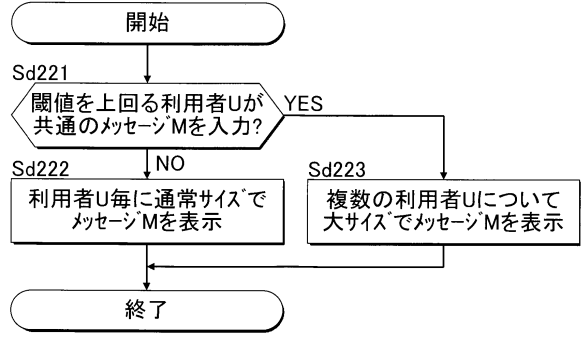 開始
Sd221
閾値を上回る利用者Uが
共通のメッセージMを入力?
YES
NO
Sd222
利用者U毎に通常サイズで
メッセージMを表示
Sd223
複数の利用者Uについて
大サイズでメッセージMを表示
終了